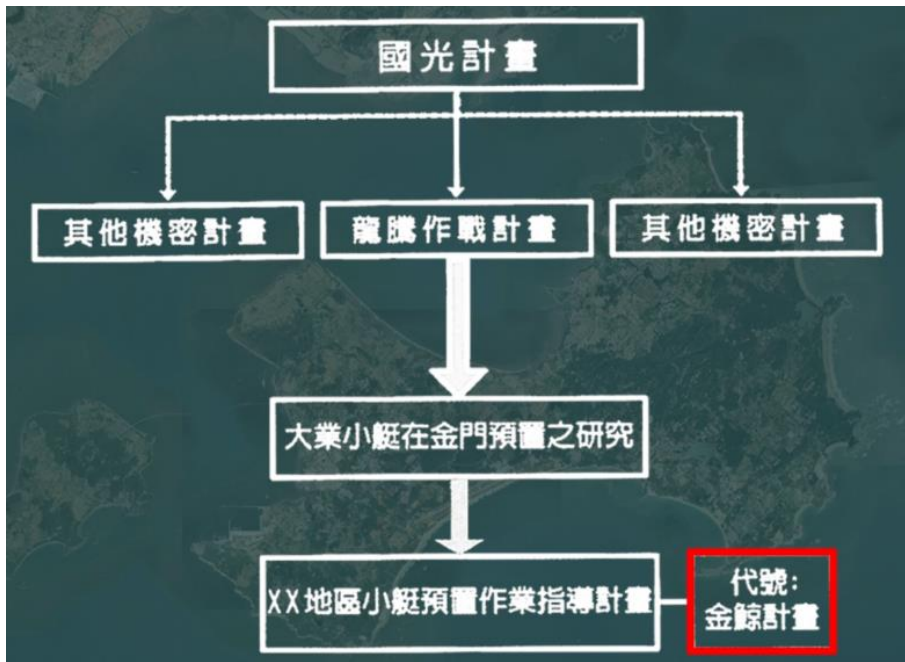 國光計畫
其他機密計畫
龍騰作戰計畫
其他機密計畫
大業小艇在金門預置之研究
XX地區小艇預置作業指導計畫
代號:
金鯨計畫